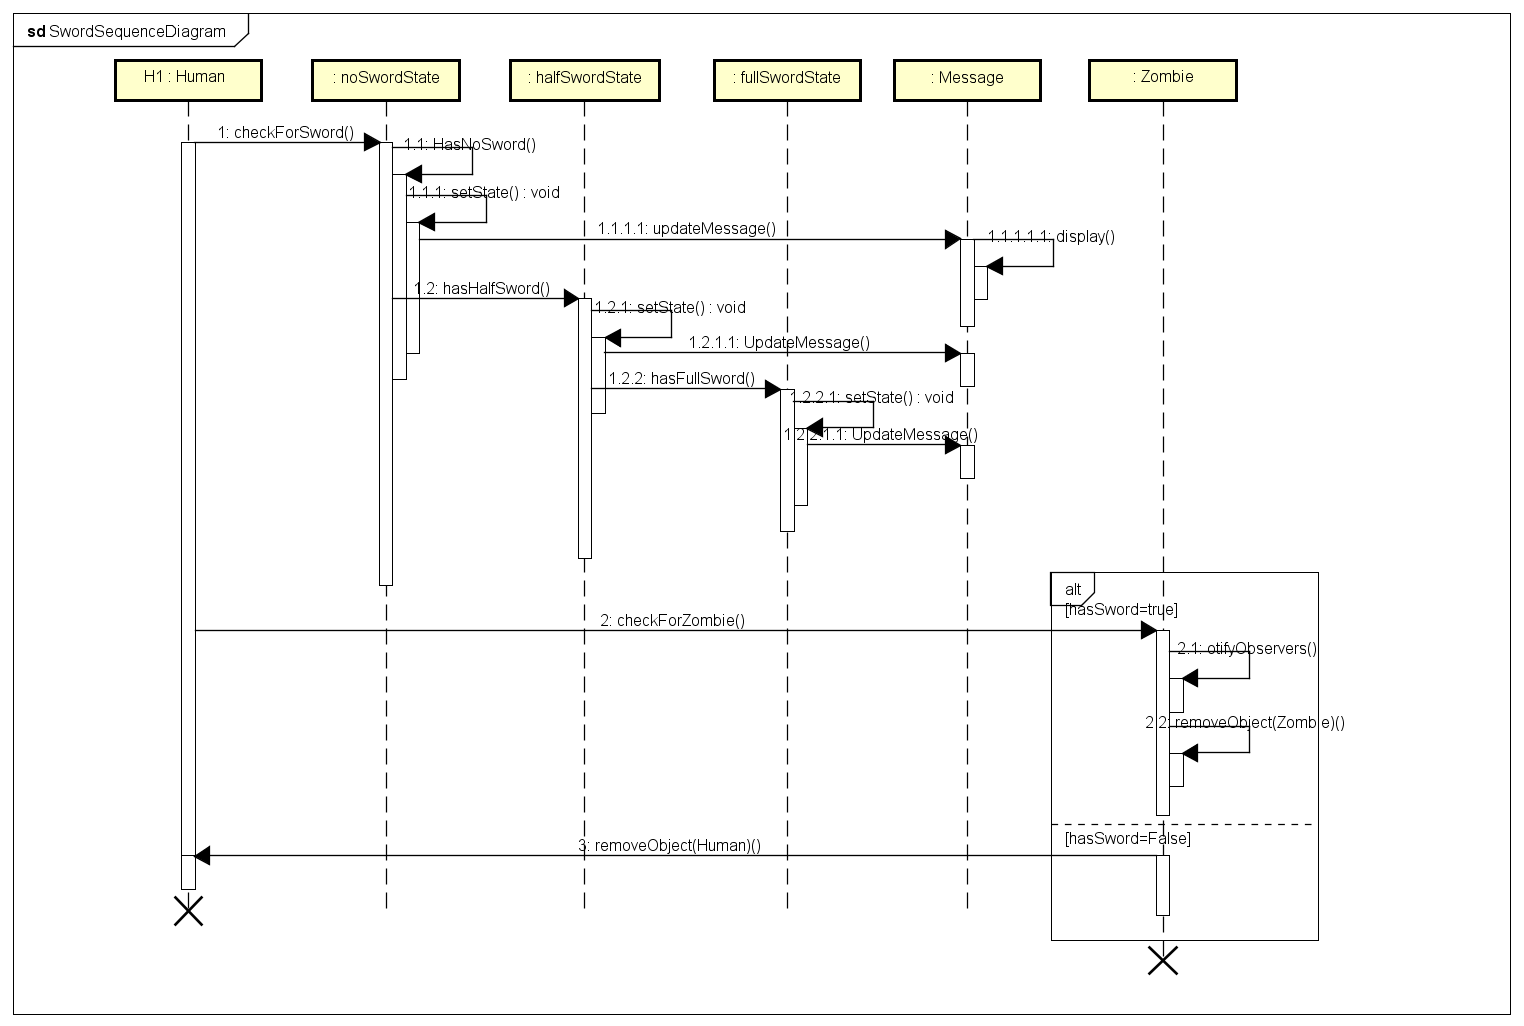 sd SwordSequenceDiagram
H1 : Human
: noSwordState
: halfSwordState
: fullSwordState
: Message
: Zombie
1: checkForSword()
1.1: HasNoSword()
1.1.1: setState() : void
1.1.1.1: updateMessage()
1.1.1.1.1: display()
1.2: hasHalfSword()
1.2.1: setState() : void
1.2.1.1: UpdateMessage()
1.2.2: hasFullSword()
1.2.2.1: setState() : void
1.2.2.1.1: UpdateMessage()
alt
[hasSword=true]
2: checkForZombie()
2.1: otifyObservers()
2.2: removeObject(Zombie)()
[hasSword=False]
3: removeObject(Human)()